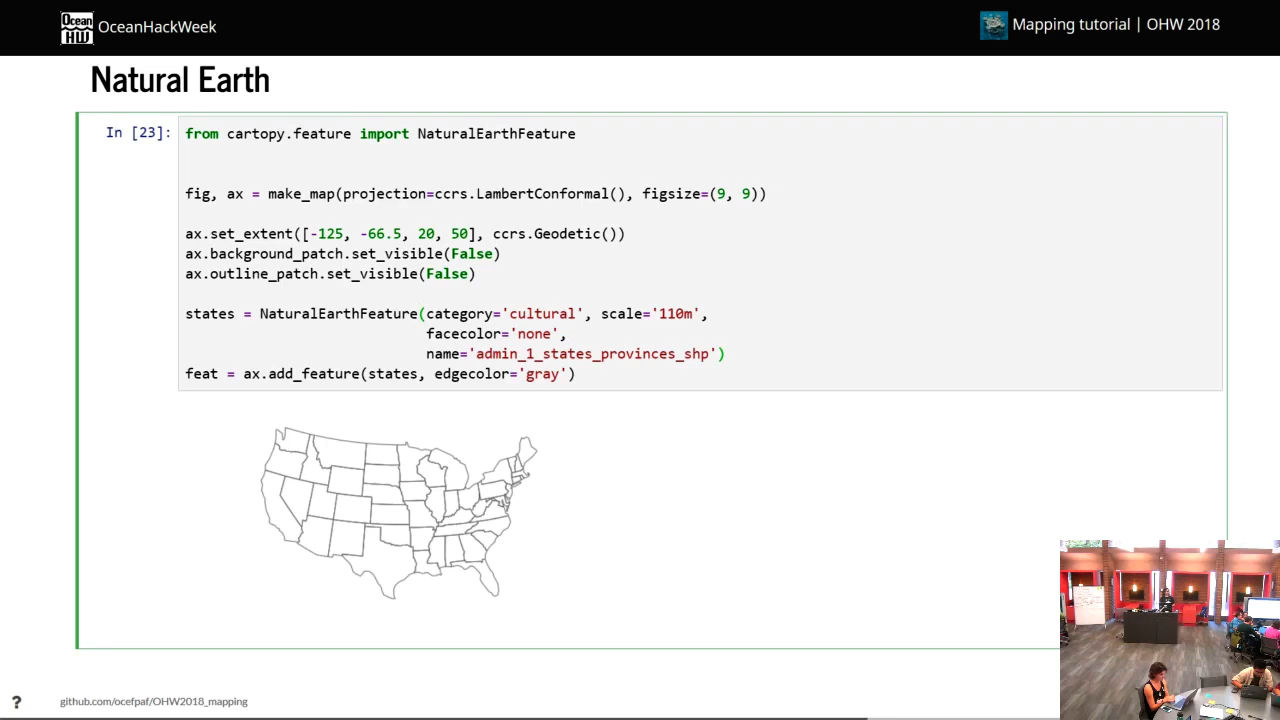 Ocean
HW
OceanHackWeek
Mapping tutorial | OHW 2018
Natural Earth
In [23]:
from cartopy.feature import NaturalEarthFeature
fig, ax = make_map(projection=ccrs.LambertConformal(), figsize=(9, 9))
ax.set_extent([-125, -66.5, 20, 50], ccrs.Geodetic())
ax.background_patch.set_visible(False)
ax.outline_patch.set_visible(False)
states = NaturalEarthFeature(category='cultural', scale='110m',
facecolor='none',
name='admin_1_states_provinces_shp')
feat = ax.add_feature(states, edgecolor='gray')
?
github.com/ocefpaf/OHW2018_mapping